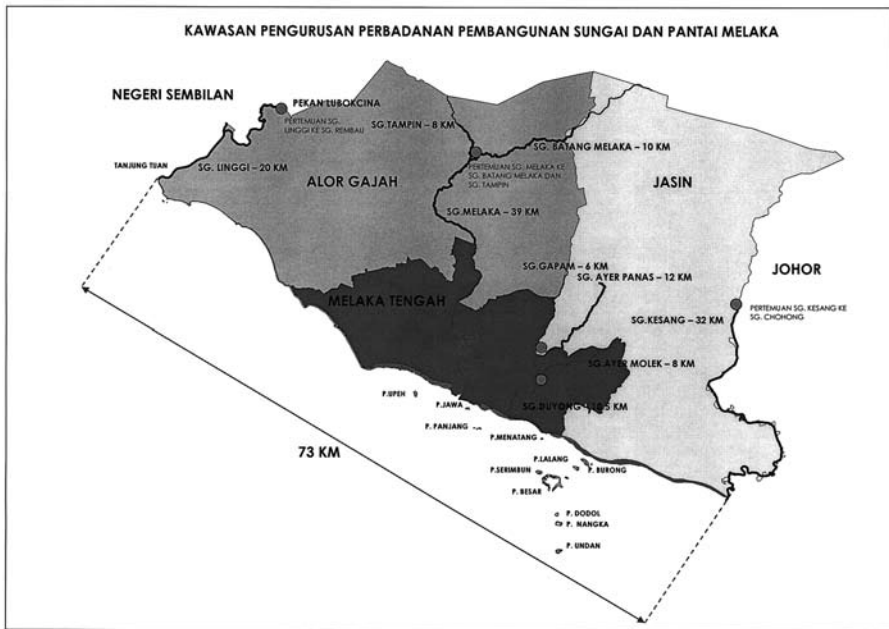 KAWASAN PENGURUSAN PERBADANAN PEMBANGUNAN SUNGAI DAN PANTAI MELAKA
NEGERI SEMBILAN
PEKAN LUBOKCINA
PERTEMUAN SG.
LINGGI KE SG. REMBAU
SG.TAMPIN – 8 KM
SG. BATANG MELAKA – 10 KM
TANJUNG TUAN
SG. LINGGI – 20 KM
PERTEMUAN SG. MELAKA KE
SG. BATANG MELAKA DAN
SG. TAMPIN
ALOR GAJAH
JASIN
SG.MELAKA – 39 KM
SG.GAPAM – 6 KM
SG. AYER PANAS – 12 KM
JOHOR
MELAKA TENGAH
PERTEMUAN SG. KESANG KE
SG. CHOHONG
SG.KESANG – 32 KM
SG.AYER MOLEK – 8 KM
P.UPEH
P.JAWA
SG.DUYONG
5 KM
P. PANJANG
P.MENATANG
73 KM
P.LALANG
P.SERIMBUN
P. BURONG
P. BESAR
P. DODOL
P. NANGKA
P. UNDAN